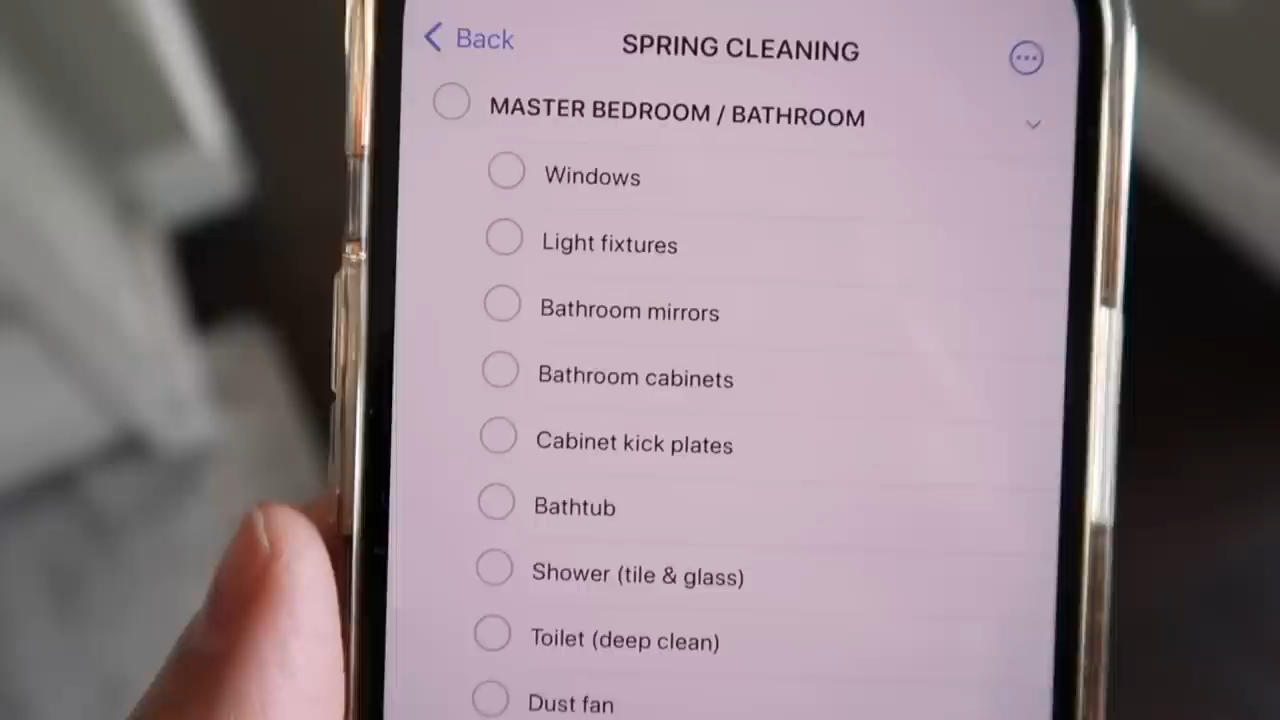 Back
SPRING CLEANING
MASTER BEDROOM / BATHROOM
Windows
Light fixtures
Bathroom mirrors
Bathroom cabinets
Cabinet kick plates
Bathtub
Shower (tile & glass)
Toilet (deep clean)
Dust fan